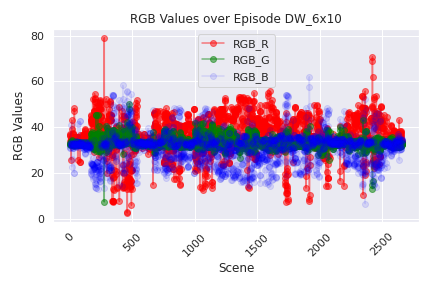 RGB Values over Episode DW_6x10
RGB_R
RGB_G
RGB_B
RGB Values
80
60
40
20
0
0
500
1000
1500
2000
2500
Scene